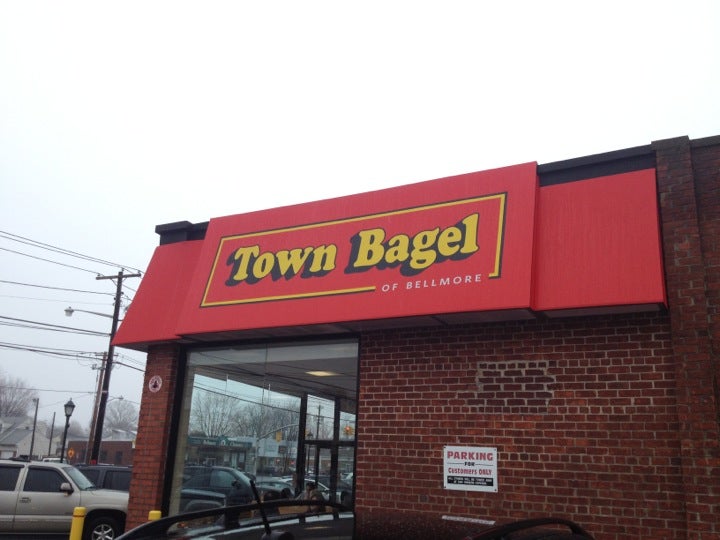 Town Bagel
OF BELLMORE
PARKING
FOR
Customers ONLY